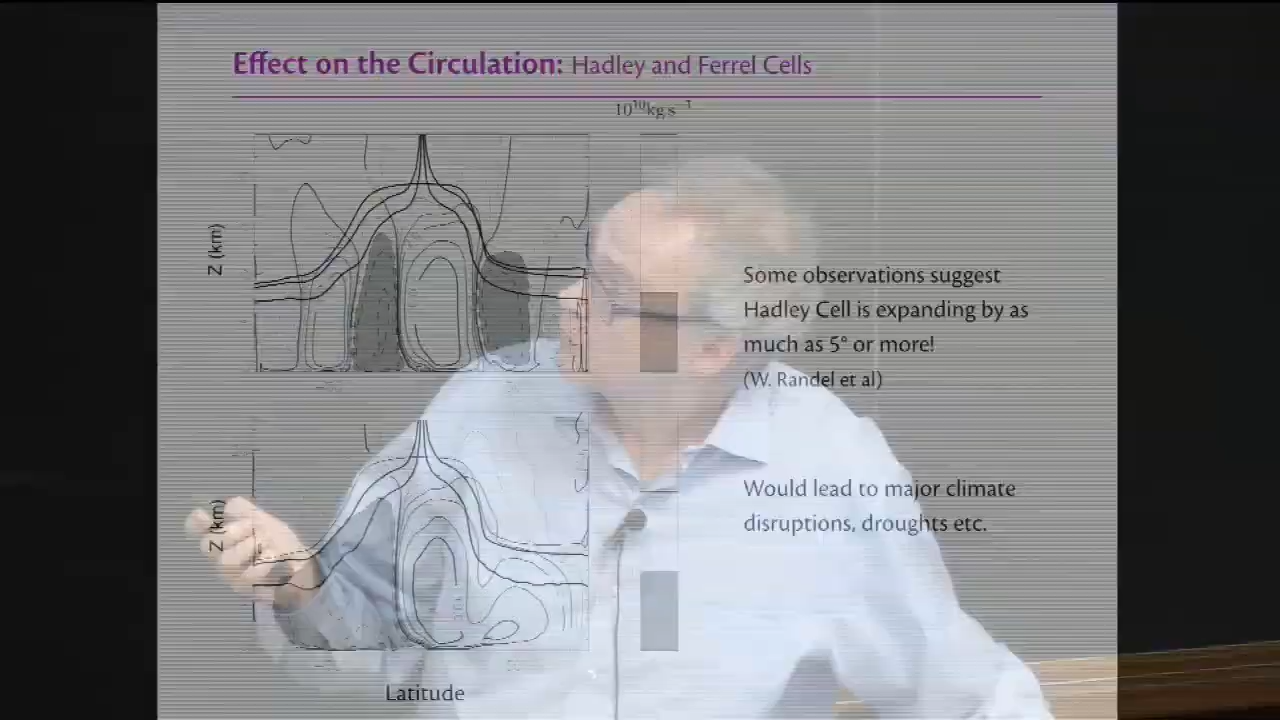 Effect on the Circulation: Hadley and Ferrel Cells
10¹⁰kg s⁻¹
Z (km)
Some observations suggest
Hadley Cell is expanding by as
much as 5° or more!
(W. Randel et al)
Z (km)
Would lead to major climate
disruptions, droughts etc.
Latitude